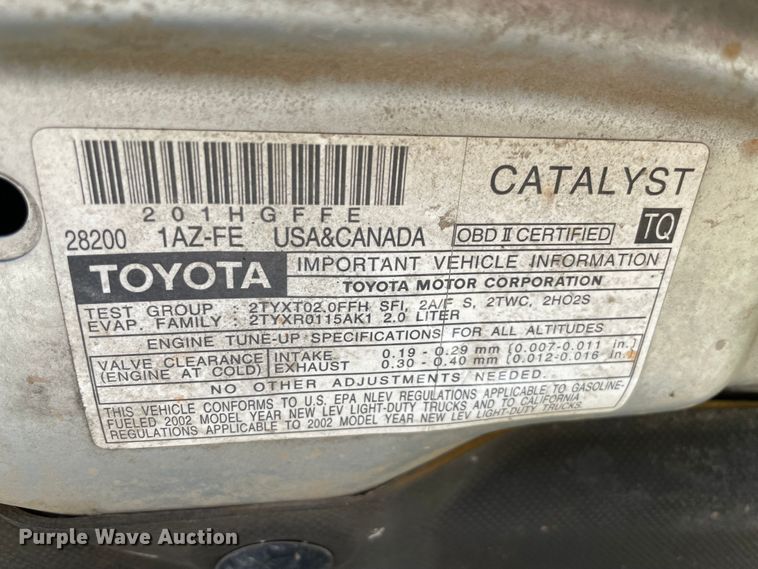 201HGFFE
CATALYST
28200 1AZ-FE USA&CANADA OBD II CERTIFIED TQ
TOYOTA IMPORTANT VEHICLE INFORMATION
TOYOTA MOTOR CORPORATION
TEST GROUP : 2TYXT02.0FFH SFI, 2A/F S, 2TWC, 2HO2S
EVAP. FAMILY : 2TYXR0115AK1 2.0 LITER
ENGINE TUNE-UP SPECIFICATIONS FOR ALL ALTITUDES
VALVE CLEARANCE INTAKE 0.19 - 0.29 mm (0.007-0.011 in.)
(ENGINE AT COLD) EXHAUST 0.30 - 0.40 mm (0.012-0.016 in.)
NO OTHER ADJUSTMENTS NEEDED.
THIS VEHICLE CONFORMS TO U.S. EPA NLEV REGULATIONS APPLICABLE TO GASOLINE-
FUELED 2002 MODEL YEAR NEW LEV LIGHT-DUTY TRUCKS AND TO CALIFORNIA
REGULATIONS APPLICABLE TO 2002 MODEL YEAR NEW LEV LIGHT-DUTY TRUCKS.
Purple Wave Auction